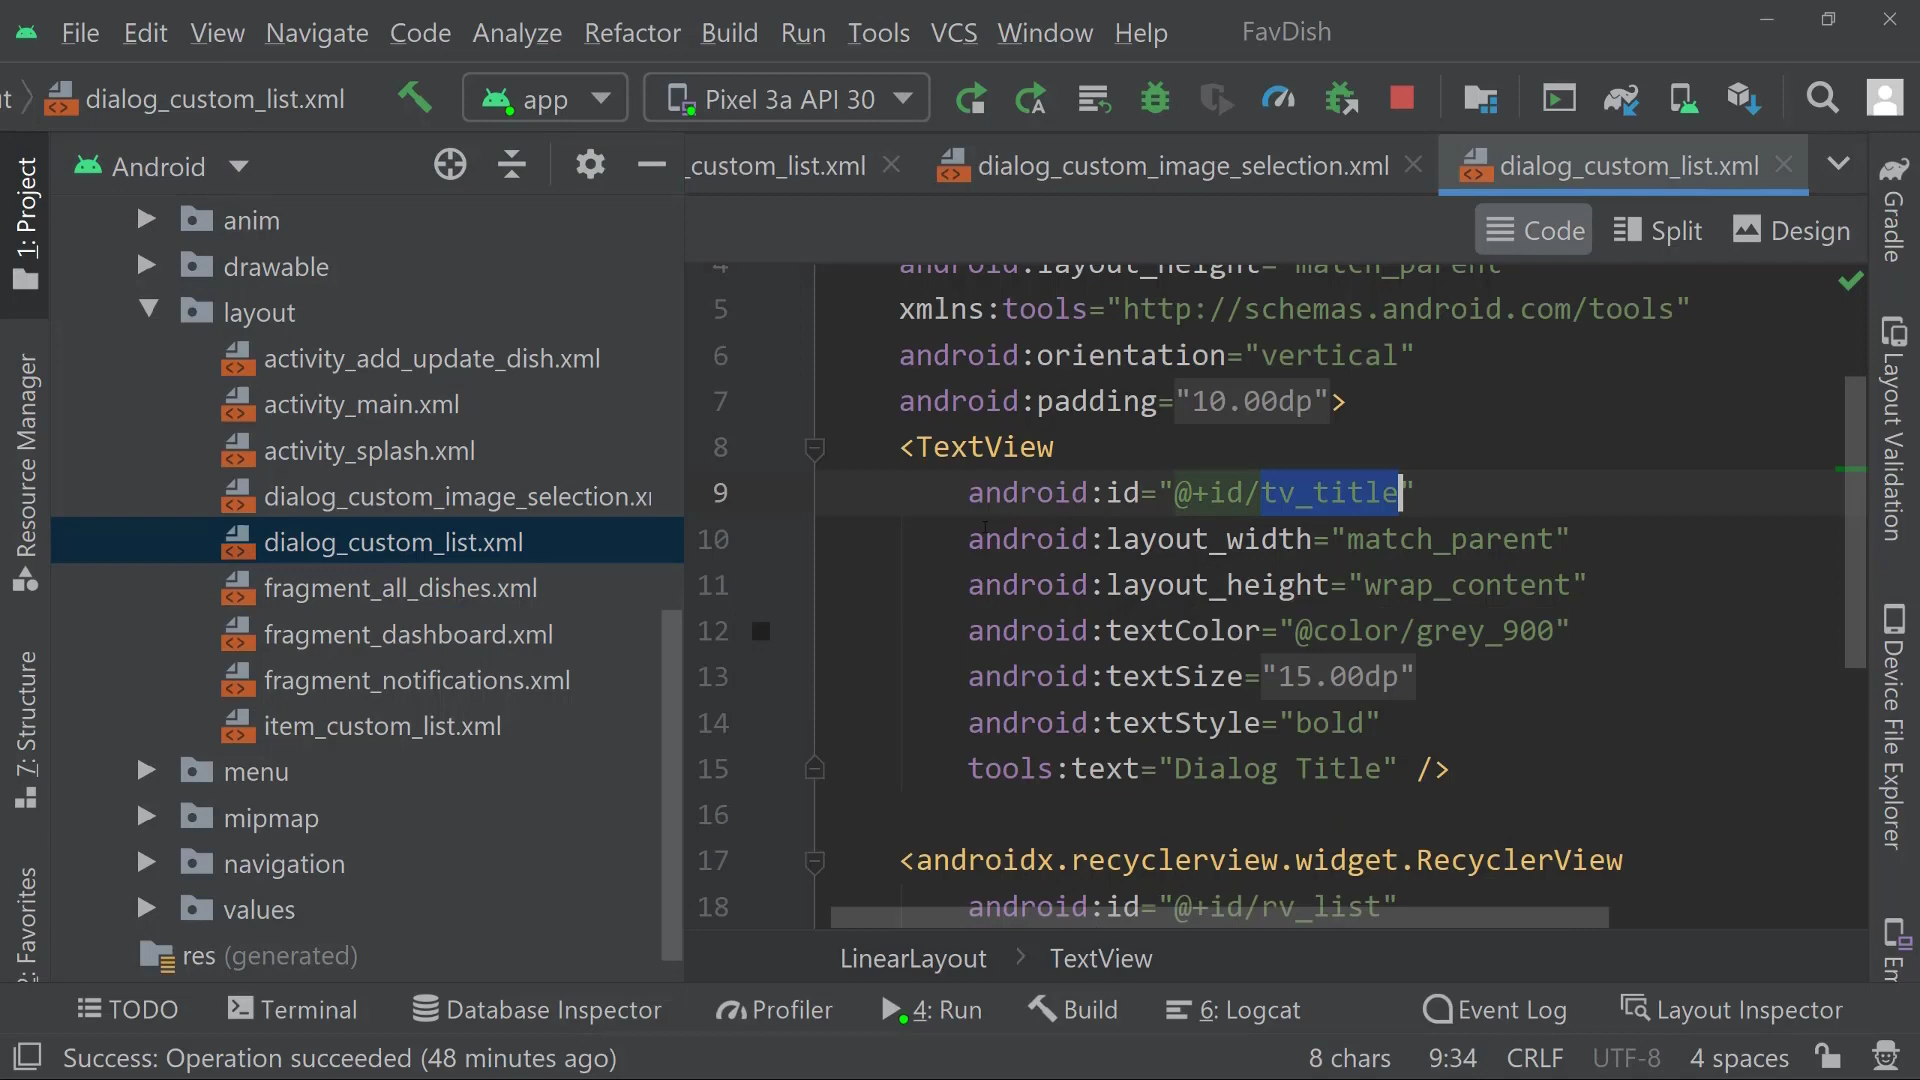 File Edit View Navigate Code Analyze Refactor Build Run Tools VCS Window Help FavDish
dialog_custom_list.xml app Pixel 3a API 30
Android
_custom_list.xml dialog_custom_image_selection.xml dialog_custom_list.xml
Code Split Design
1: Project
Resource Manager
7: Structure
Favorites
anim
drawable
layout
activity_add_update_dish.xml
activity_main.xml
activity_splash.xml
dialog_custom_image_selection.x
dialog_custom_list.xml
fragment_all_dishes.xml
fragment_dashboard.xml
fragment_notifications.xml
item_custom_list.xml
menu
mipmap
navigation
values
res (generated)
4 android:layout_height="match_parent"
5 xmlns:tools="http://schemas.android.com/tools"
6 android:orientation="vertical"
7 android:padding="10.00dp">
8 <TextView
9 android:id="@+id/tv_title"
10 android:layout_width="match_parent"
11 android:layout_height="wrap_content"
12 android:textColor="@color/grey_900"
13 android:textSize="15.00dp"
14 android:textStyle="bold"
15 tools:text="Dialog Title" />
16
17 <androidx.recyclerview.widget.RecyclerView
18 android:id="@+id/rv_list"
LinearLayout TextView
Gradle
Layout Validation
Device File Explorer
Em
TODO Terminal Database Inspector Profiler 4: Run Build 6: Logcat Event Log Layout Inspector
Success: Operation succeeded (48 minutes ago) 8 chars 9:34 CRLF UTF-8 4 spaces